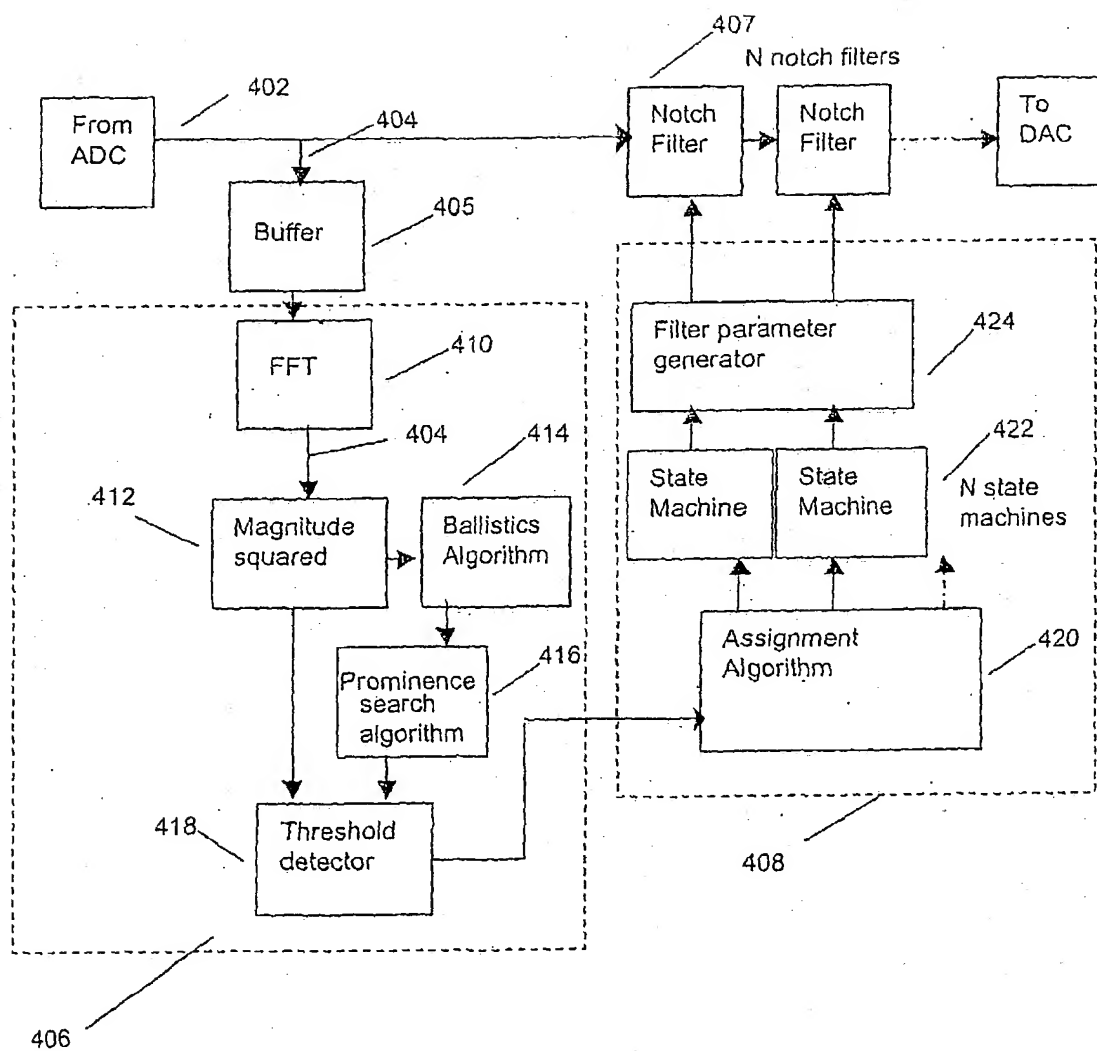 407
N notch filters
402
From
ADC
404
Notch
Filter
Notch
Filter
To
DAC
Buffer
405
FFT
410
Filter parameter
generator
424
404
414
422
412
Magnitude
squared
Ballistics
Algorithm
State
Machine
State
Machine
N state
machines
416
Prominence
search
algorithm
Assignment
Algorithm
420
418
Threshold
detector
408
406